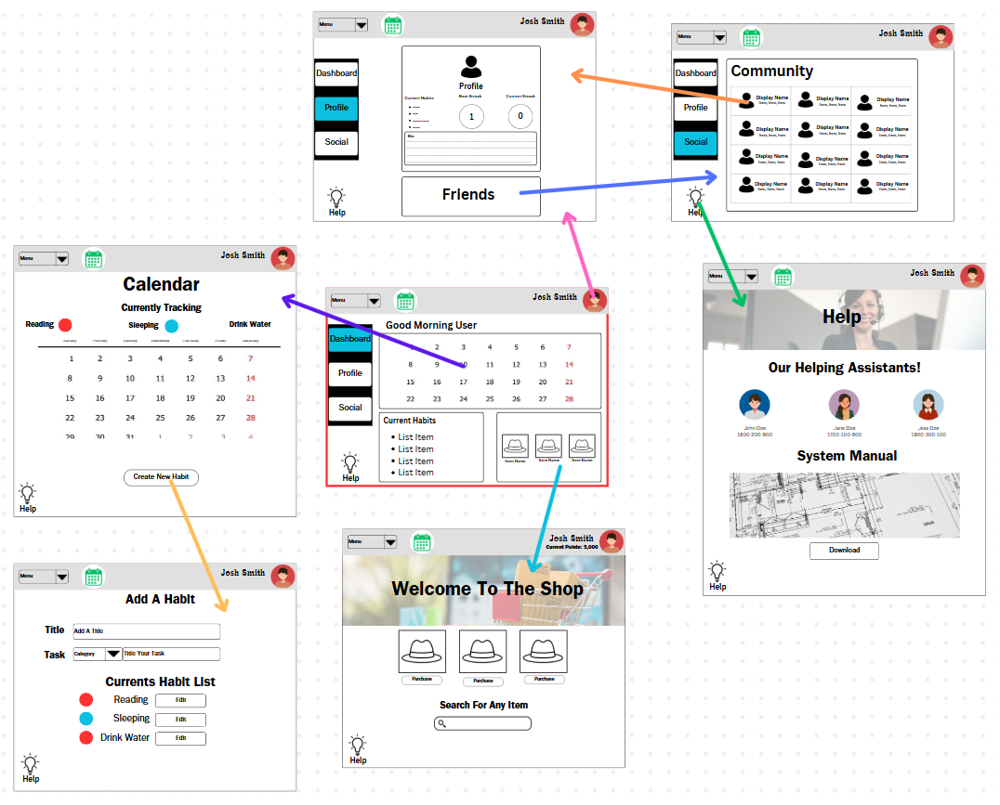 Menu
Josh Smith
Dashboard
Profile
Social
Help
Profile
Current Habits
Best Streak
Current Streak
1
0
Bio:
Friends
Menu
Josh Smith
Dashboard
Profile
Social
Help
Community
Display Name Display Name Display Name
Item, Item, Item Item, Item, Item Item, Item, Item
Display Name Display Name Display Name
Item, Item, Item Item, Item, Item Item, Item, Item
Display Name Display Name Display Name
Item, Item, Item Item, Item, Item Item, Item, Item
Display Name Display Name Display Name
Item, Item, Item Item, Item, Item Item, Item, Item
Menu
Josh Smith
Calendar
Currently Tracking
Reading Sleeping Drink Water
1 2 3 4 5 6 7
8 9 10 11 12 13 14
15 16 17 18 19 20 21
22 23 24 25 26 27 28
29 30 31 1 2 3 4
Create New Habit
Help
Menu
Josh Smith
Dashboard
Profile
Social
Help
Good Morning User
2 3 4 5 6 7
8 9 10 11 12 13 14
15 16 17 18 19 20 21
22 23 24 25 26 27 28
Current Habits
List Item
List Item
List Item
List Item
Item Name Item Name Item Name
Menu
Josh Smith
Help
Our Helping Assistants!
John Doe Jane Doe Jess Doe
1800-200-900 1700-100-800 1900-300-100
System Manual
Download
Help
Menu
Josh Smith
Add A Habit
Title Add A Title
Task Category Title Your Task
Currents Habit List
Reading Edit
Sleeping Edit
Drink Water Edit
Help
Menu
Josh Smith
Current Points: 5,000
Welcome To The Shop
Purchase Purchase Purchase
Search For Any Item
Help